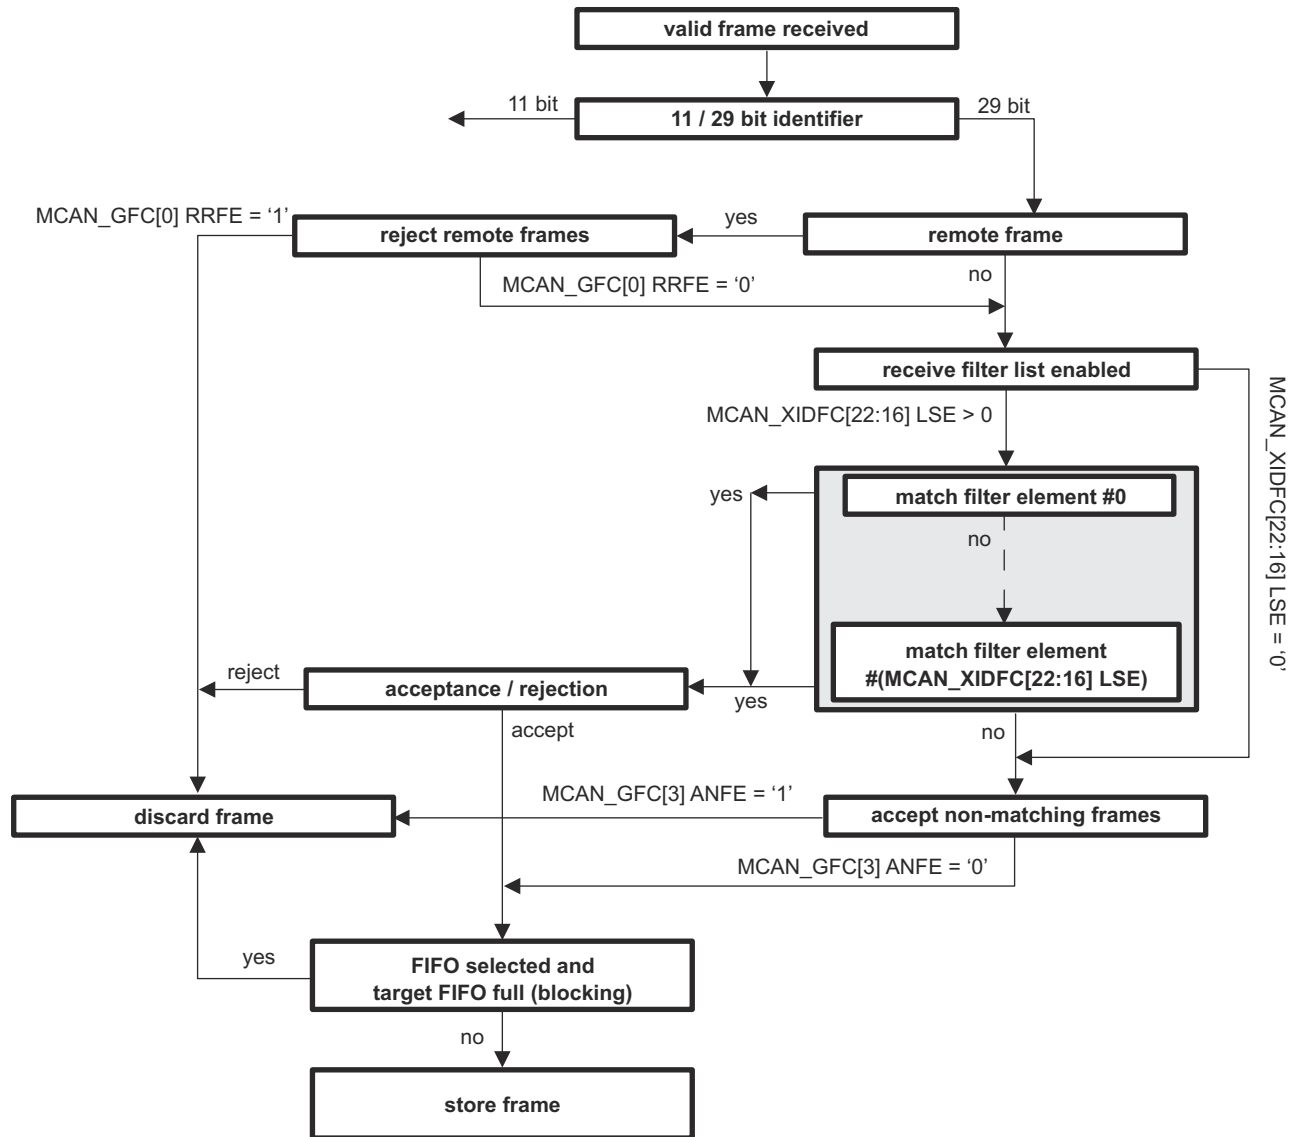 valid frame received
11 bit
11 / 29 bit identifier
29 bit
MCAN_GFC[0] RRFE = ‘1’
reject remote frames
yes
remote frame
MCAN_GFC[0] RRFE = ‘0’
no
receive filter list enabled
MCAN_XIDFC[22:16] LSE > 0
MCAN_XIDFC[22:16] LSE = ‘0’
yes
match filter element #0
no
match filter element
#(MCAN_XIDFC[22:16] LSE)
reject
acceptance / rejection
yes
accept
no
discard frame
MCAN_GFC[3] ANFE = ‘1’
accept non-matching frames
MCAN_GFC[3] ANFE = ‘0’
yes
FIFO selected and
target FIFO full (blocking)
no
store frame